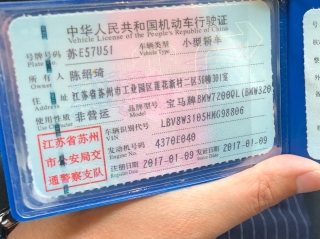 中华人民共和国机动车行驶证
Vehicle License of the People's Republic of China
号牌号码 苏E57U51 车辆类型 小型轿车
Plate No. Vehicle Type
所有人 陈绍琦
Owner
住址 江苏省苏州市工业园区莲花新村二区51幢301室
Address
使用性质 非营运 品牌型号 宝马牌BMW7200QL(BMW320
Use Character Model
车辆识别代号 LBV8W3105HMG98806
VIN
发动机号码 4370E040
Engine No.
注册日期 2017-01-09 发证日期 2017-01-09
Register Date Issue Date
江苏省苏州
市公安局交
通警察支队